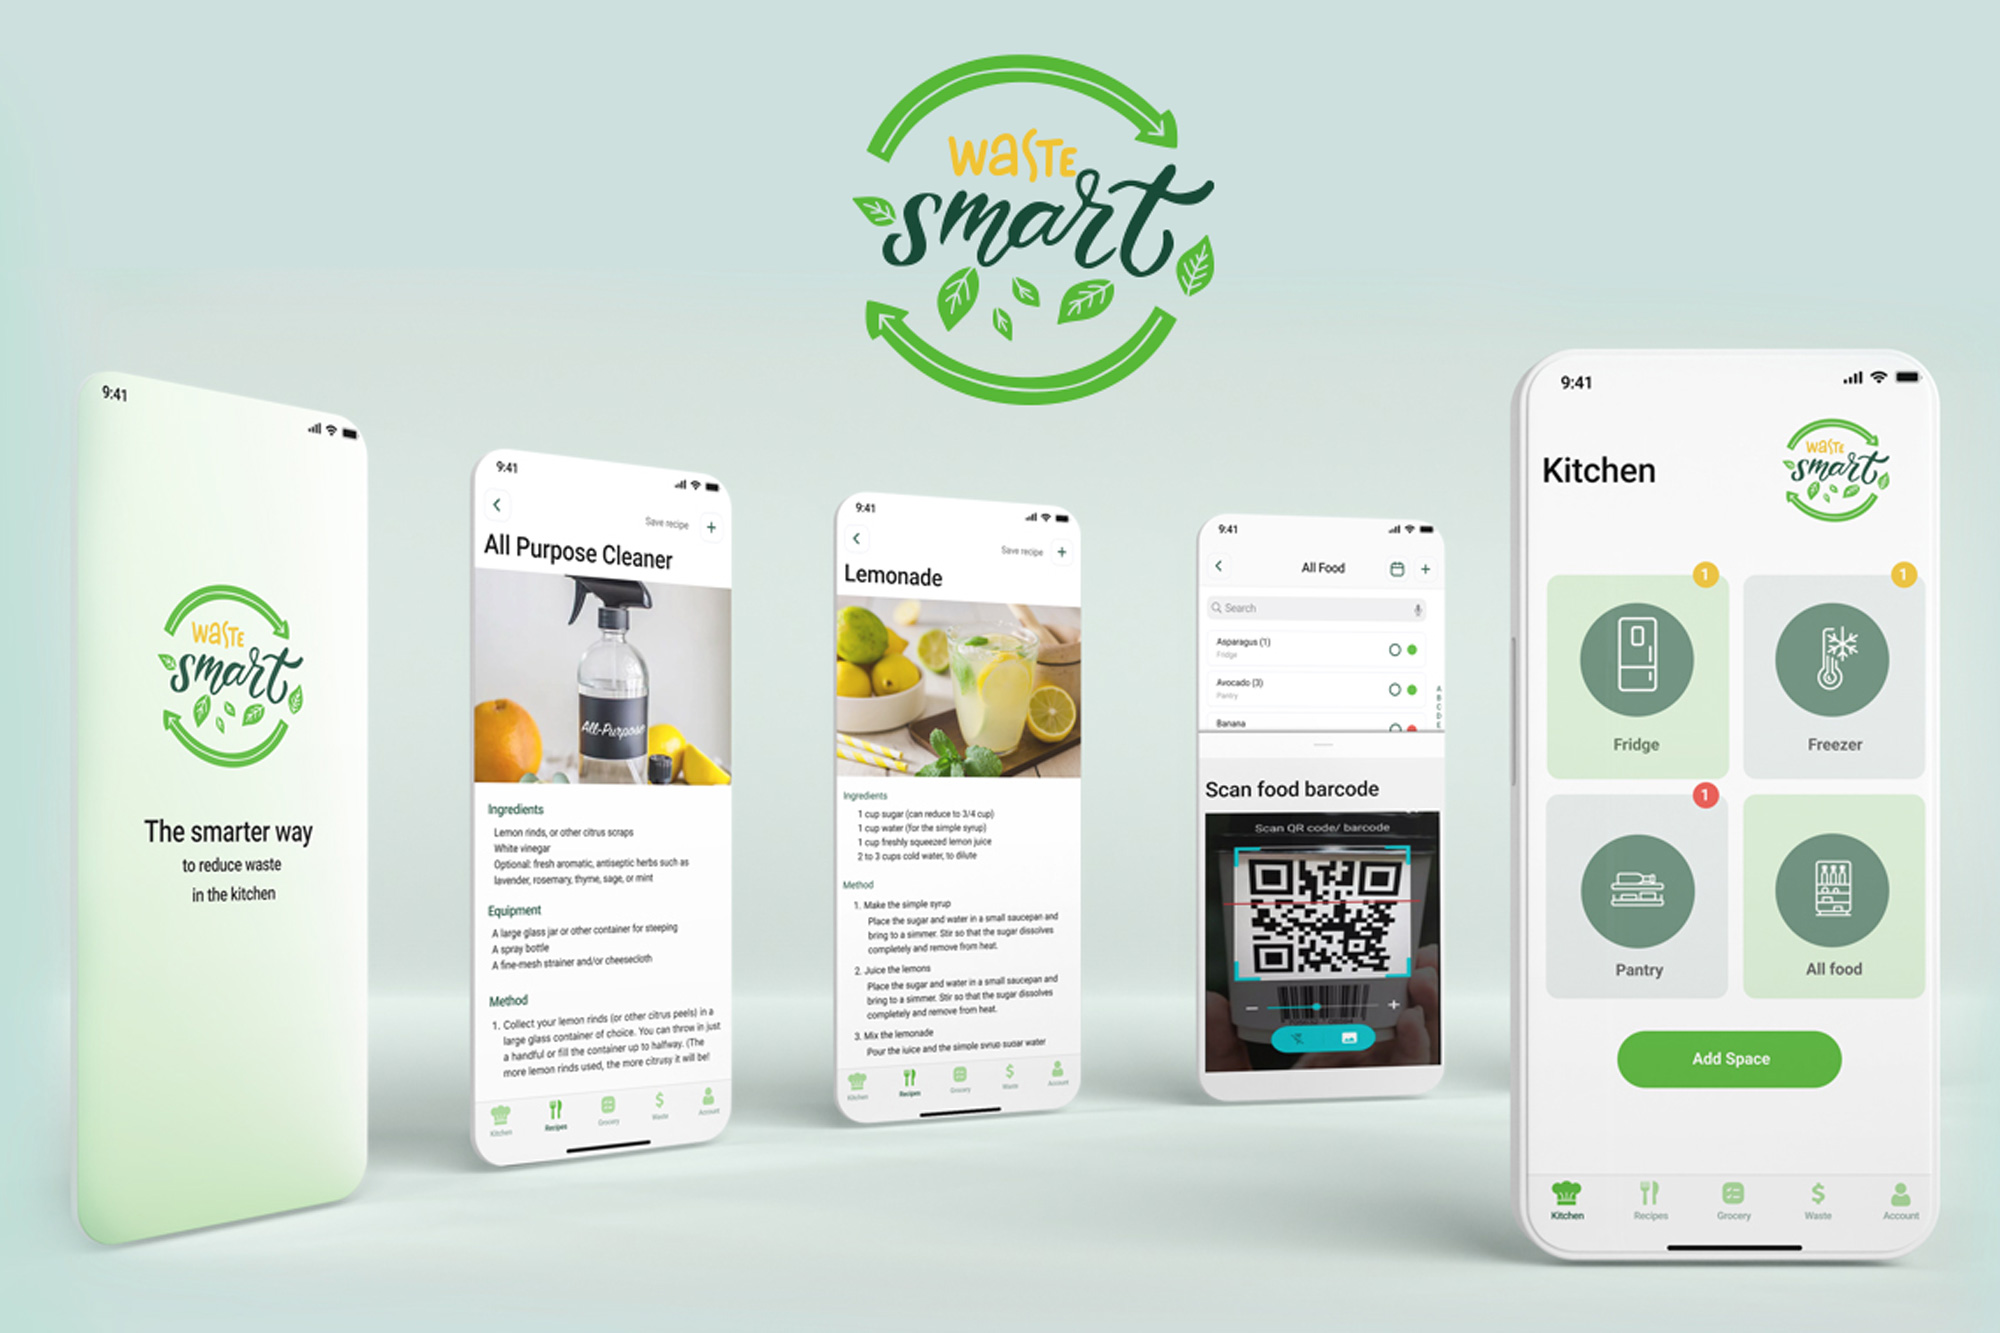 waste
smart
9:41
waste
smart
The smarter way
to reduce waste
in the kitchen
9:41
Save recipe
All Purpose Cleaner
All-Purpose
Ingredients
Lemon rinds, or other citrus scraps
White vinegar
Optional: fresh aromatic, antiseptic herbs such as
lavender, rosemary, thyme, sage, or mint
Equipment
A large glass jar or other container for steeping
A spray bottle
A fine-mesh strainer and/or cheesecloth
Method
1. Collect your lemon rinds (or other citrus peels) in a
large glass container of choice. You can throw in just
a handful or fill the container up to halfway. (The
more lemon rinds used, the more citrusy it will be!
Kitchen
Recipes
Grocery
Waste
Account
9:41
Save recipe
Lemonade
Ingredients
1 cup sugar (can reduce to 3/4 cup)
1 cup water (for the simple syrup)
1 cup freshly squeezed lemon juice
2 to 3 cups cold water, to dilute
Method
1. Make the simple syrup
Place the sugar and water in a small saucepan and
bring to a simmer. Stir so that the sugar dissolves
completely and remove from heat.
2. Juice the lemons
Place the sugar and water in a small saucepan and
bring to a simmer. Stir so that the sugar dissolves
completely and remove from heat.
3. Mix the lemonade
Pour the juice and the simple syrup sugar water
Kitchen
Recipes
Grocery
Waste
Account
9:41
All Food
Search
Asparagus (1)
Fridge
Avocado (3)
Pantry
Banana
A
B
C
D
E
Scan food barcode
Scan QR code/ barcode
9:41
Kitchen
waste
smart
1
Fridge
1
Freezer
1
Pantry
All food
Add Space
Kitchen
Recipes
Grocery
Waste
Account